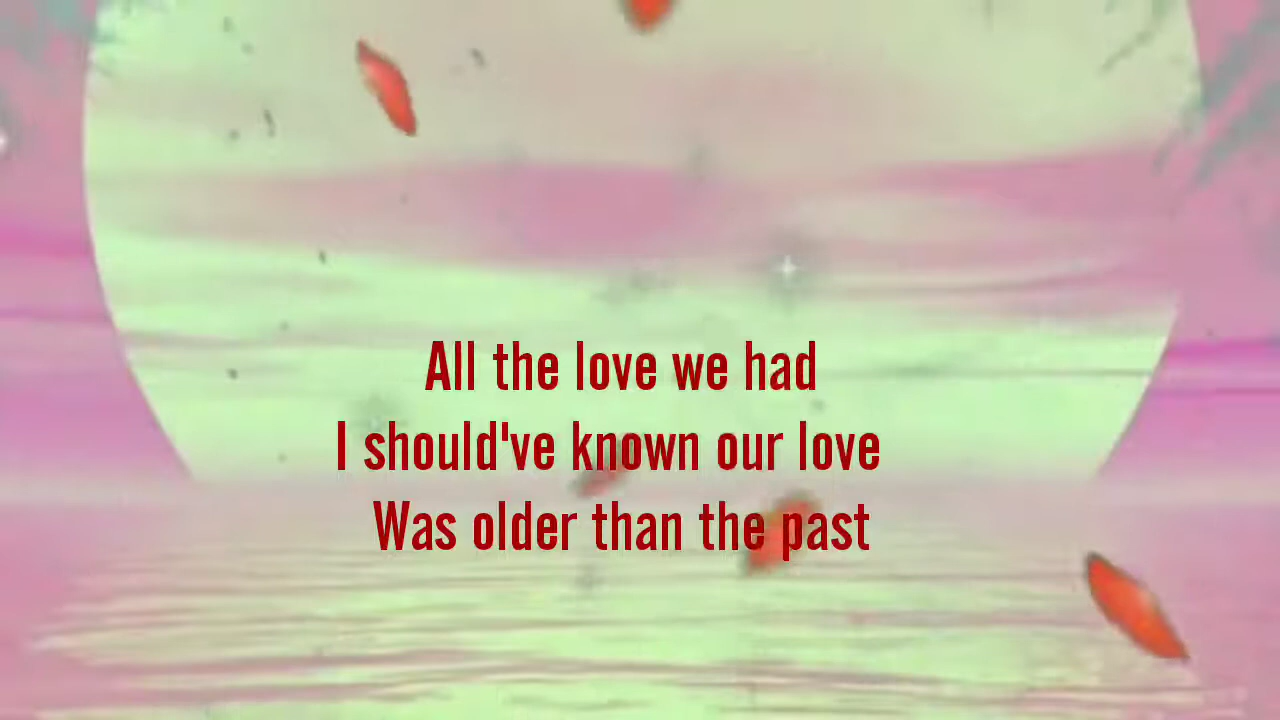 All the love we had
I should've known our love
Was older than the past